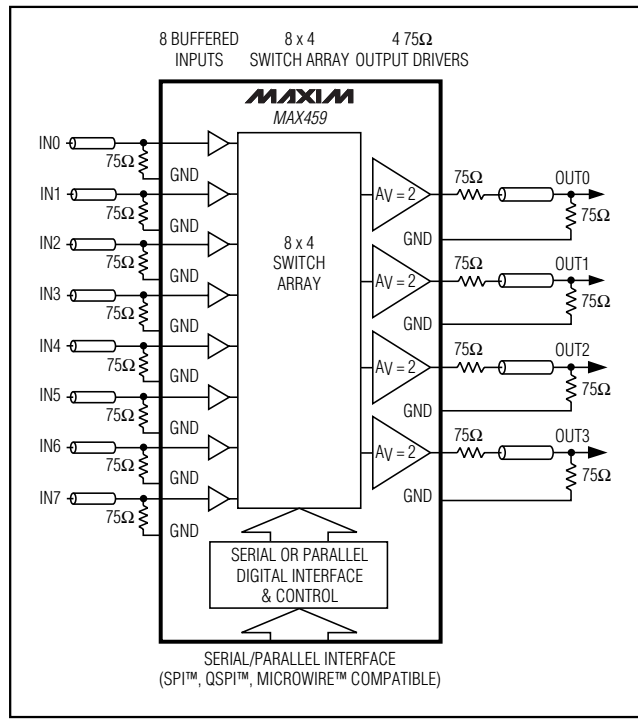 8 BUFFERED INPUTS
8 x 4 SWITCH ARRAY
4 75Ω OUTPUT DRIVERS
MAXIM
MAX459
IN0
75Ω
GND
IN1
75Ω
GND
IN2
75Ω
GND
IN3
75Ω
GND
IN4
75Ω
GND
IN5
75Ω
GND
IN6
75Ω
GND
IN7
75Ω
GND
8 x 4
SWITCH
ARRAY
AV = 2
75Ω
OUT0
75Ω
GND
AV = 2
75Ω
OUT1
75Ω
GND
AV = 2
75Ω
OUT2
75Ω
GND
AV = 2
75Ω
OUT3
75Ω
GND
SERIAL OR PARALLEL
DIGITAL INTERFACE
& CONTROL
SERIAL/PARALLEL INTERFACE
(SPI™, QSPI™, MICROWIRE™ COMPATIBLE)